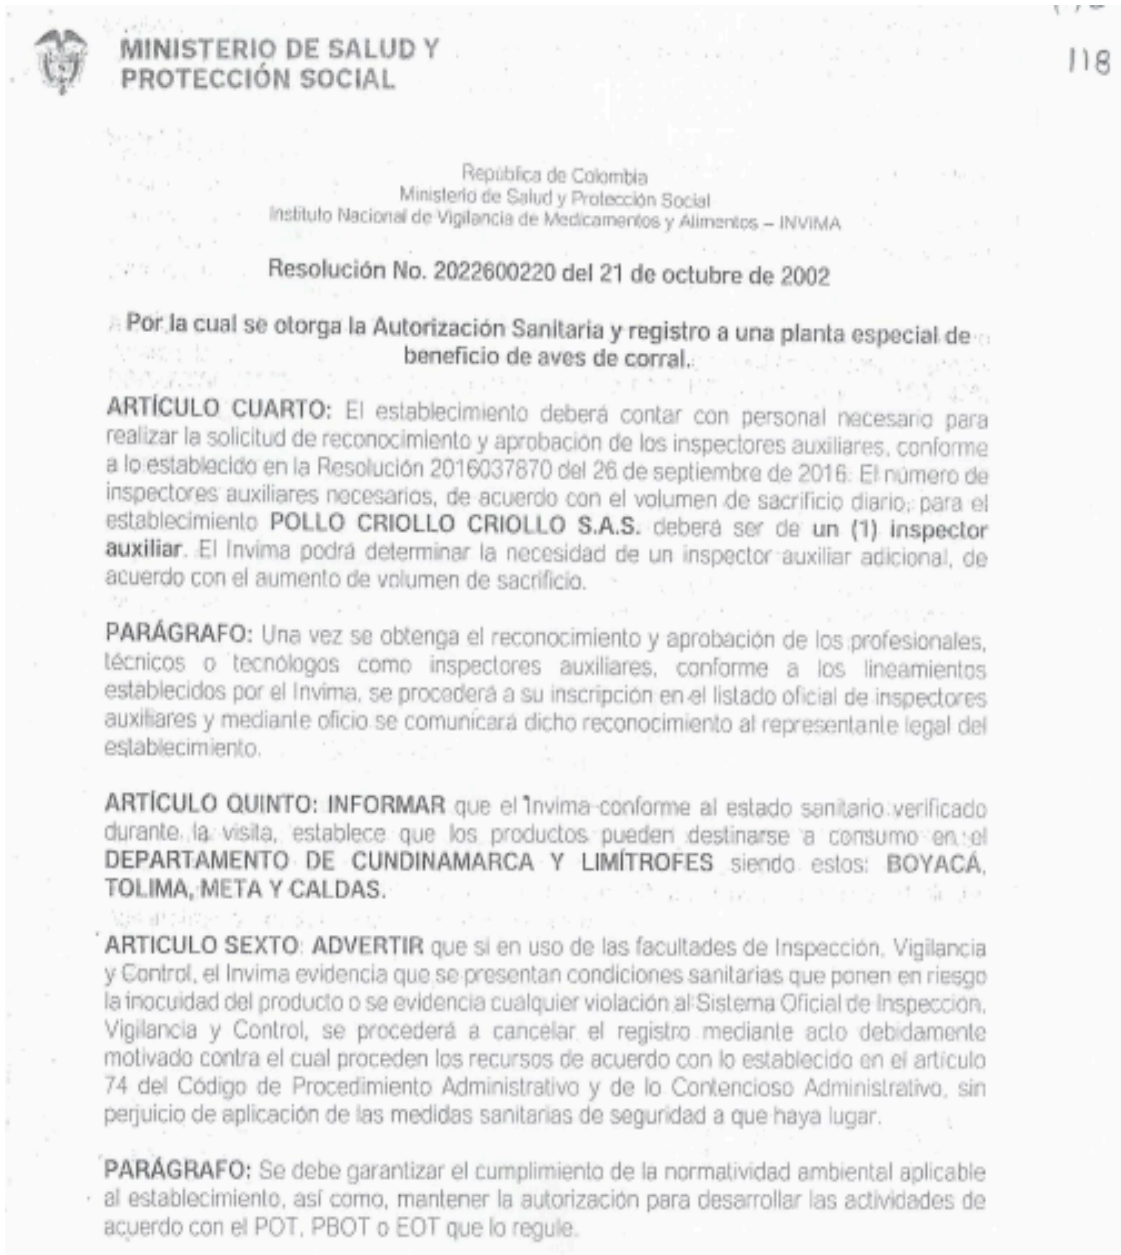 118
MINISTERIO DE SALUD Y
PROTECCIÓN SOCIAL
República de Colombia
Ministerio de Salud y Protección Social
Instituto Nacional de Vigilancia de Medicamentos y Alimentos – INVIMA
Resolución No. 2022600220 del 21 de octubre de 2002
Por la cual se otorga la Autorización Sanitaria y registro a una planta especial de
beneficio de aves de corral.
ARTÍCULO CUARTO: El establecimiento deberá contar con personal necesario para
realizar la solicitud de reconocimiento y aprobación de los inspectores auxiliares, conforme
a lo establecido en la Resolución 2016037870 del 26 de septiembre de 2016. El número de
inspectores auxiliares necesarios, de acuerdo con el volumen de sacrificio diario, para el
establecimiento POLLO CRIOLLO CRIOLLO S.A.S. deberá ser de un (1) inspector
auxiliar. El Invima podrá determinar la necesidad de un inspector auxiliar adicional, de
acuerdo con el aumento de volumen de sacrificio.
PARÁGRAFO: Una vez se obtenga el reconocimiento y aprobación de los profesionales,
técnicos o tecnólogos como inspectores auxiliares, conforme a los lineamientos
establecidos por el Invima, se procederá a su inscripción en el listado oficial de inspectores
auxiliares y mediante oficio se comunicará dicho reconocimiento al representante legal del
establecimiento.
ARTÍCULO QUINTO: INFORMAR que el Invima conforme al estado sanitario verificado
durante la visita, establece que los productos pueden destinarse a consumo en el
DEPARTAMENTO DE CUNDINAMARCA Y LIMÍTROFES siendo estos: BOYACÁ,
TOLIMA, META Y CALDAS.
ARTICULO SEXTO: ADVERTIR que si en uso de las facultades de Inspección, Vigilancia
y Control, el Invima evidencia que se presentan condiciones sanitarias que ponen en riesgo
la inocuidad del producto o se evidencia cualquier violación al Sistema Oficial de Inspección,
Vigilancia y Control, se procederá a cancelar el registro mediante acto debidamente
motivado contra el cual proceden los recursos de acuerdo con lo establecido en el artículo
74 del Código de Procedimiento Administrativo y de lo Contencioso Administrativo, sin
perjuicio de aplicación de las medidas sanitarias de seguridad a que haya lugar.
PARÁGRAFO: Se debe garantizar el cumplimiento de la normatividad ambiental aplicable
al establecimiento, así como, mantener la autorización para desarrollar las actividades de
acuerdo con el POT, PBOT o EOT que lo regule.